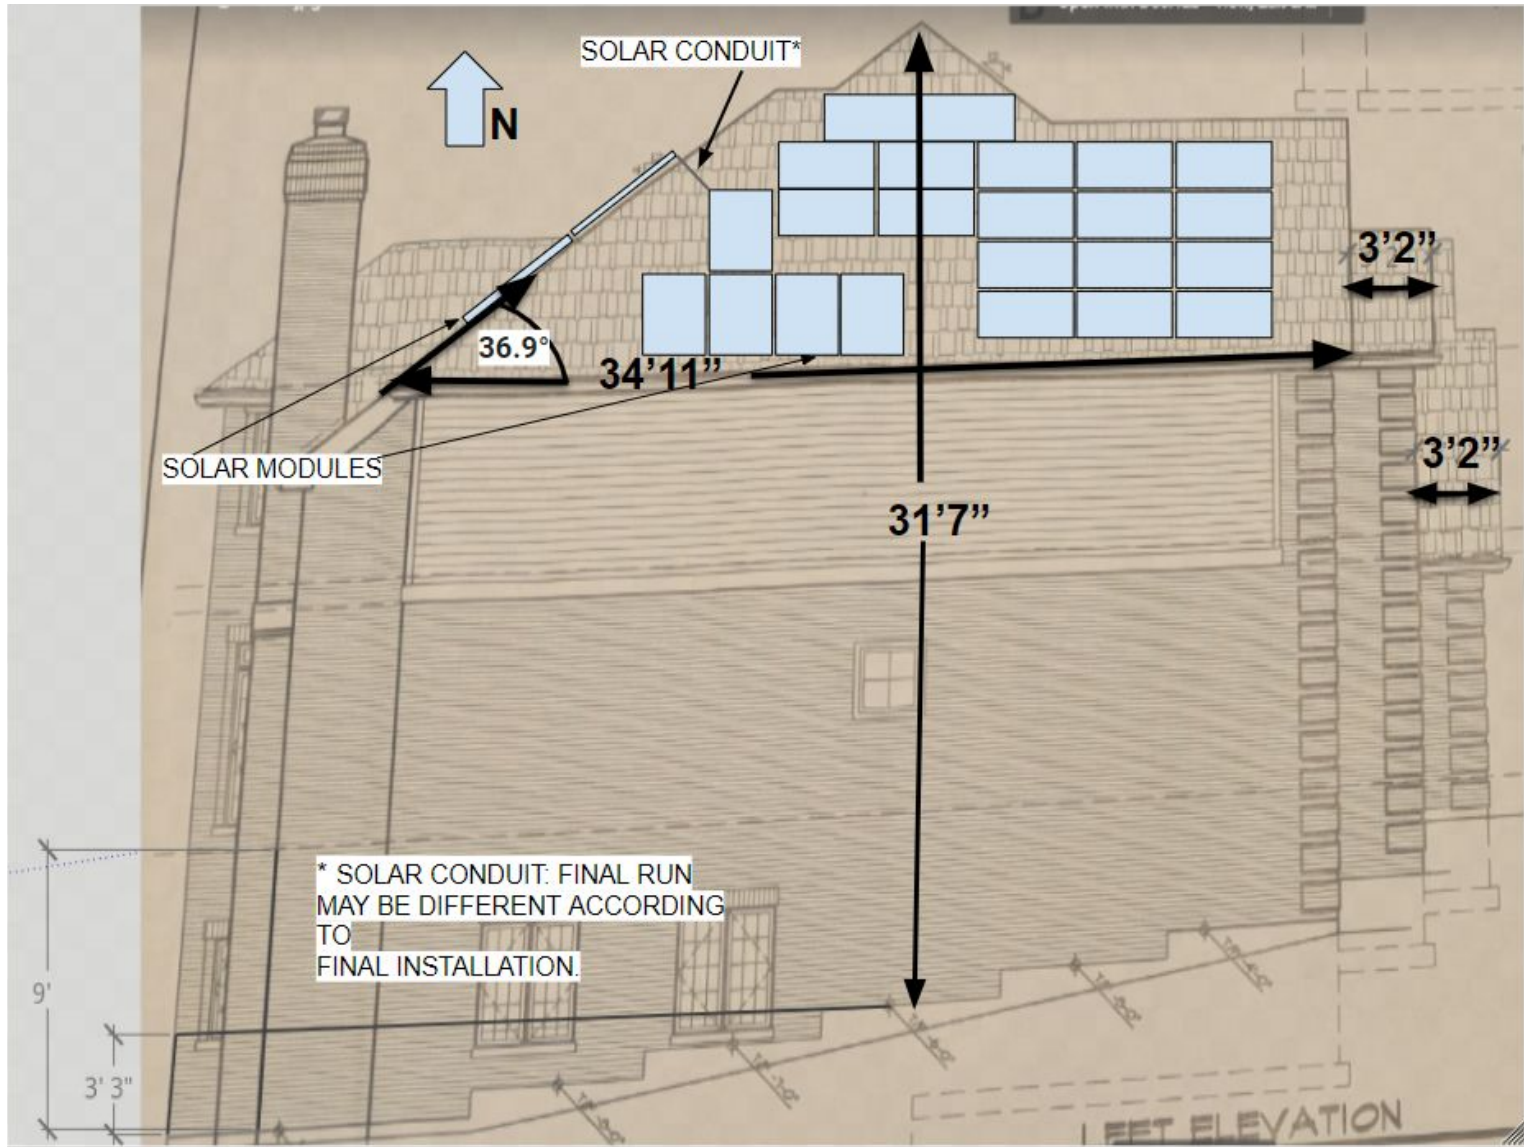 SOLAR CONDUIT*
N
3’2”
36.9°
34’11”
SOLAR MODULES
3’2”
31’7”
* SOLAR CONDUIT: FINAL RUN
MAY BE DIFFERENT ACCORDING
TO
FINAL INSTALLATION.
9'
3' 3"
LEFT ELEVATION